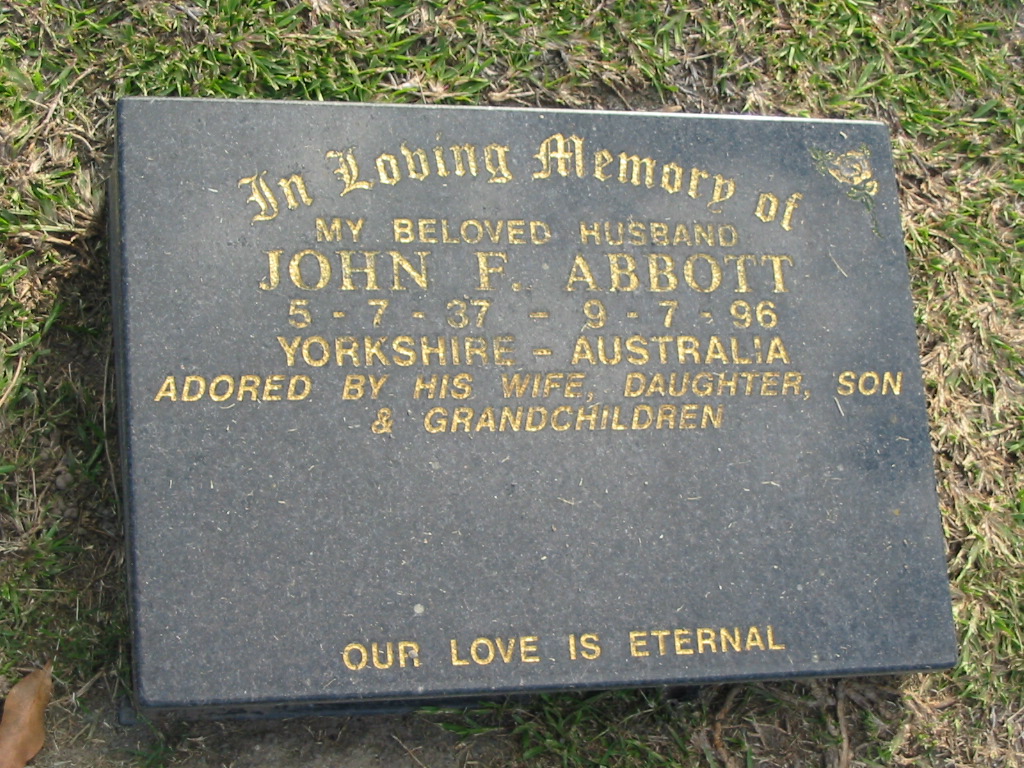 In Loving Memory of
MY BELOVED HUSBAND
JOHN F. ABBOTT
5 - 7 - 37 - 9 - 7 - 96
YORKSHIRE - AUSTRALIA
ADORED BY HIS WIFE, DAUGHTER, SON
& GRANDCHILDREN
OUR LOVE IS ETERNAL